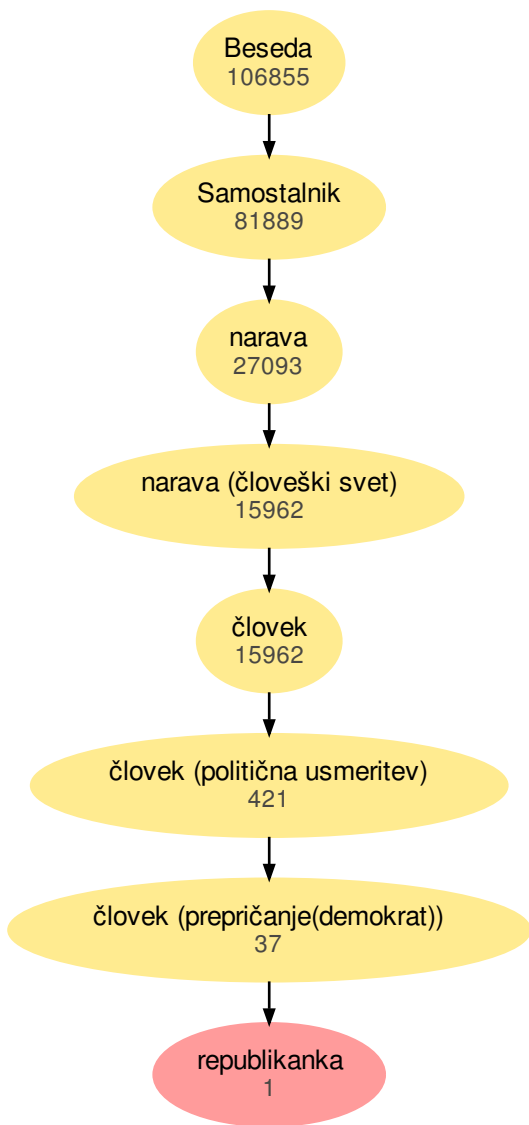 Beseda
106855
Samostalnik
81889
narava
27093
narava (človeški svet)
15962
človek
15962
človek (politična usmeritev)
421
človek (prepričanje(demokrat))
37
republikanka
1